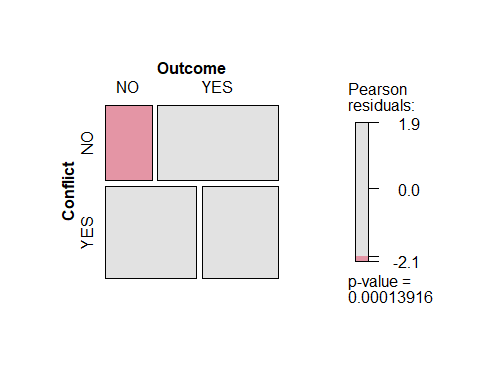 Outcome
NO YES
Conflict
NO
YES
Pearson
residuals:
1.9
0.0
-2.1
p-value =
0.00013916